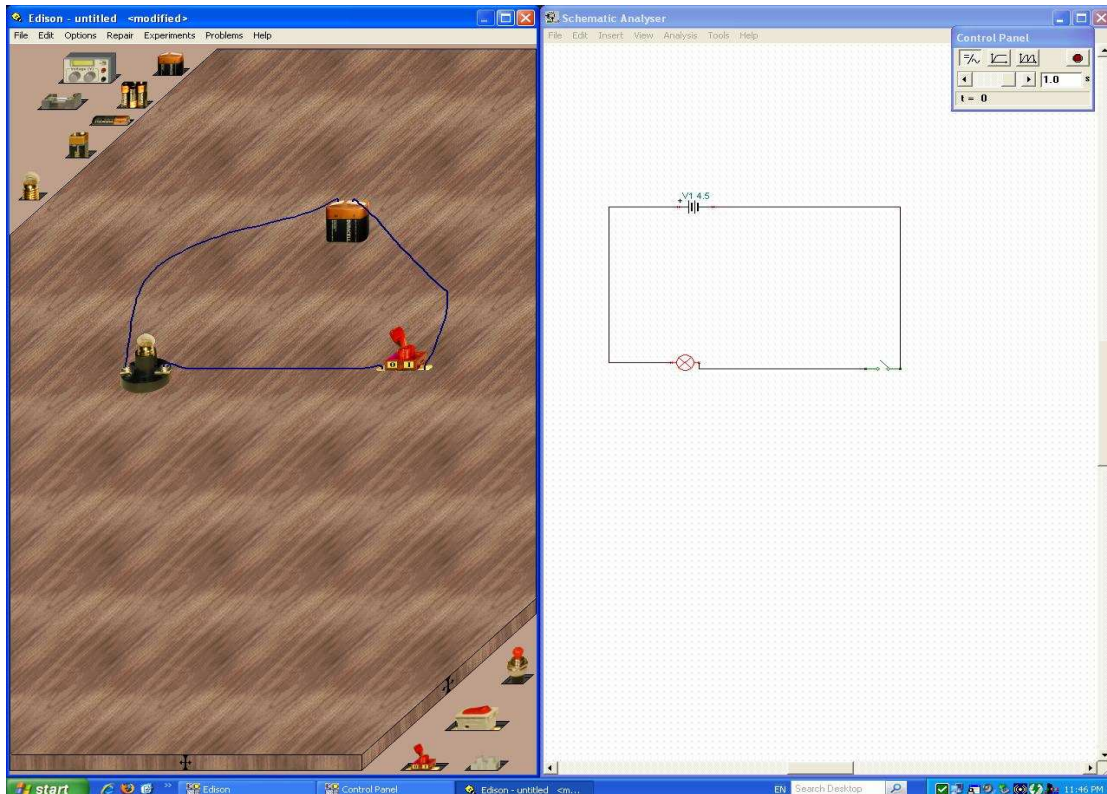 Edison - untitled <modified>
File Edit Options Repair Experiments Problems Help
Schematic Analyser
File Edit Insert View Analysis Tools Help
Control Panel
1.0 s
t = 0
V1 4.5
+
0 1
start
Edison
Control Panel
Edison - untitled <m...
EN
Search Desktop
11:46 PM